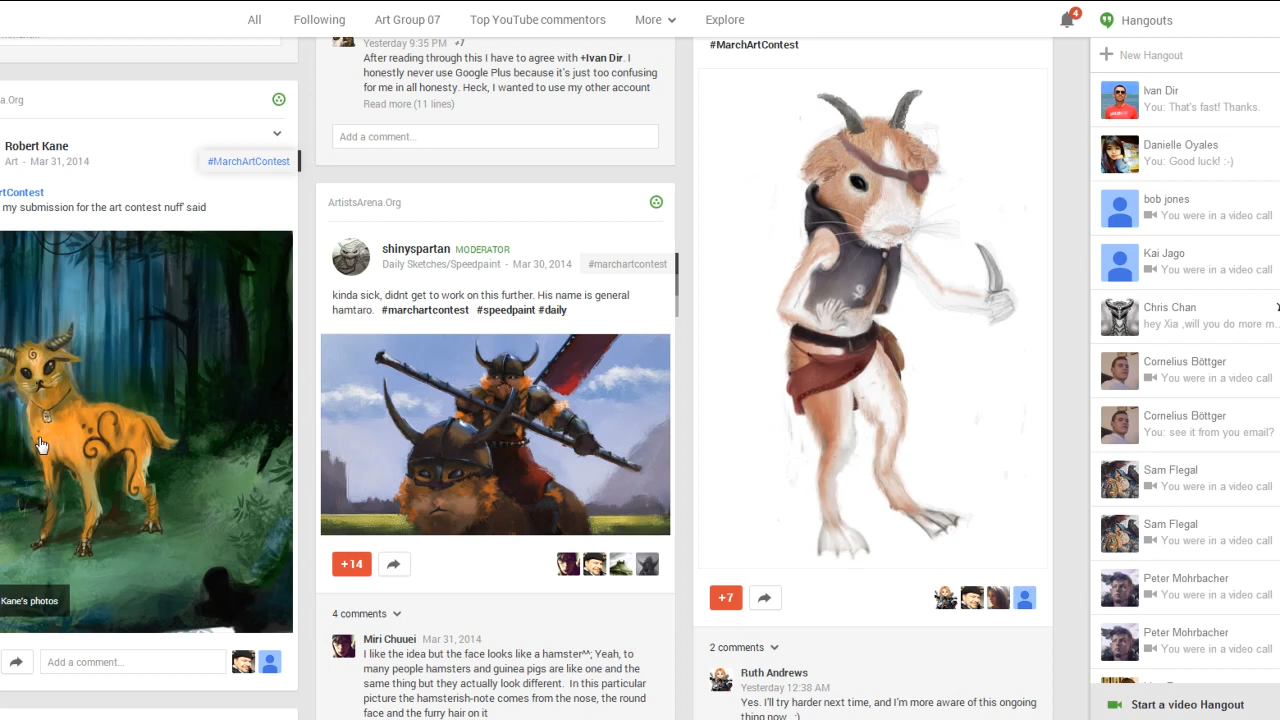 All Following Art Group 07 Top YouTube commentors More Explore
4
Hangouts
a.Org
Robert Kane
Art - Mar 31, 2014
#MarchArtContest
rtContest
my submission for the art contest nuff' said
Kane's photos
Add a comment...
Yesterday 9:35 PM +7
After reading through this I have to agree with +Ivan Dir. I
honestly never use Google Plus because it's just too confusing
for me in all honesty. Heck, I wanted to use my other account
Read more (11 lines)
Add a comment...
ArtistsArena.Org
shinyspartan MODERATOR
Daily Sketches/Speedpaint - Mar 30, 2014
#marchartcontest
kinda sick, didnt get to work on this further. His name is general
hamtaro. #marchartcontest #speedpaint #daily
+14
4 comments
Miri Chuuei Mar 31, 2014
I like the idea but the face looks like a hamster^^; Yeah, to
many people hamsters and guinea pigs are like one and the
same thing but they actually look different. In this particular
picture the hamsterish-note comes from the nose, the round
face and the furry hair on it
#MarchArtContest
+7
2 comments
Ruth Andrews
Yesterday 12:38 AM
Yes. I'll try harder next time, and I'm more aware of this ongoing
thing now. :)
New Hangout
Ivan Dir
You: That's fast! Thanks.
Danielle Oyales
You: Good luck! :-)
bob jones
You were in a video call
Kai Jago
You were in a video call
Chris Chan
hey Xia ,will you do more m...
Cornelius Böttger
You were in a video call
Cornelius Böttger
You: see it from you email?
Sam Flegal
You were in a video call
Sam Flegal
You were in a video call
Peter Mohrbacher
You were in a video call
Peter Mohrbacher
You were in a video call
Start a video Hangout